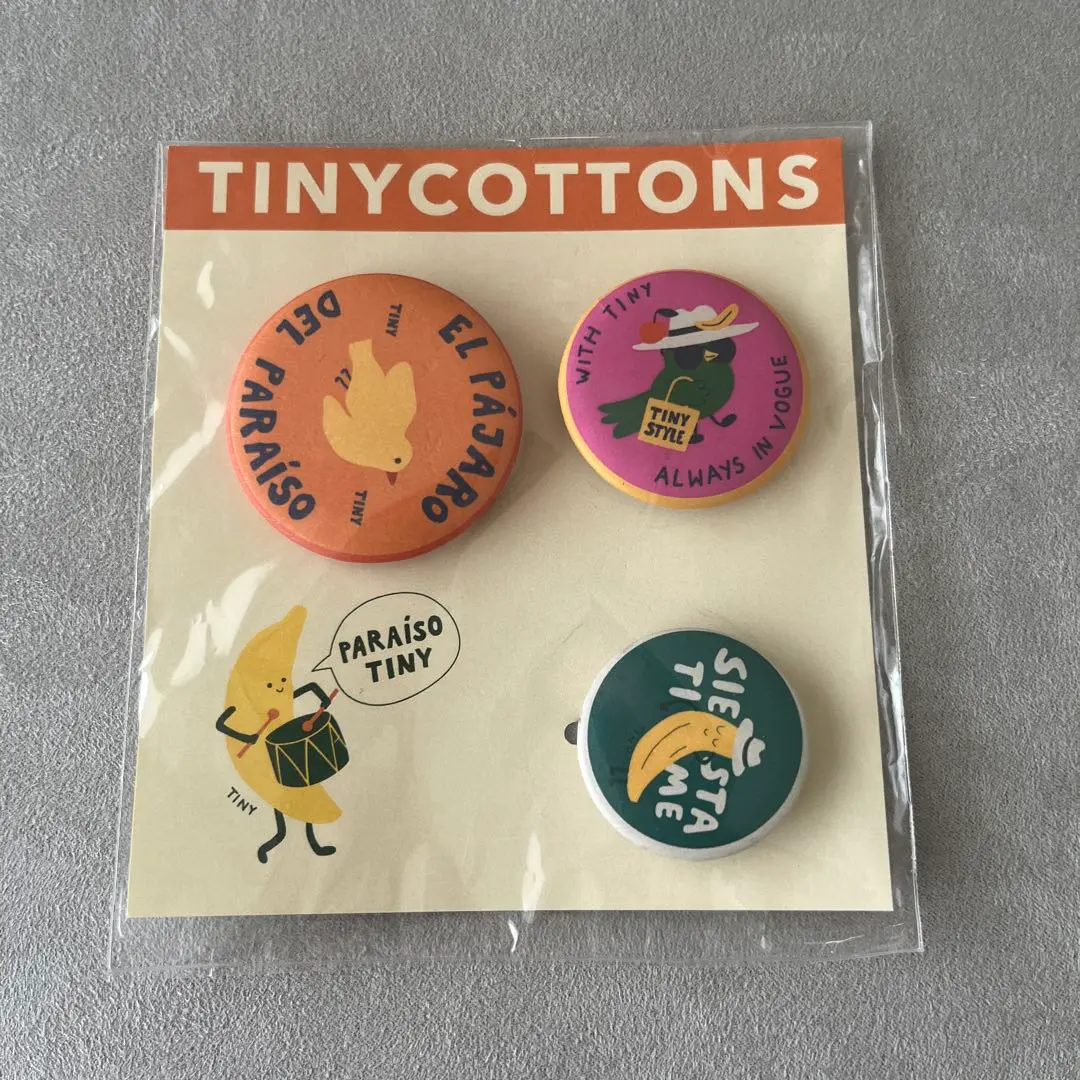 TINYCOTTONS
EL PÁJARO
DEL PARAÍSO
TINY
TINY
WITH TINY
ALWAYS IN VOGUE
TINY
STYLE
PARAÍSO
TINY
TINY
SIESTA
TIME